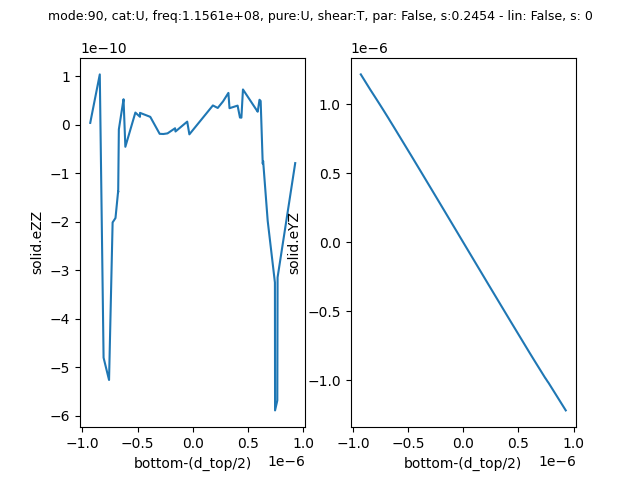 mode:90, cat:U, freq:1.1561e+08, pure:U, shear:T, par: False, s:0.2454 - lin: False, s: 0
1e−10
1
0
−1
−2
−3
−4
−5
−6
solid.eZZ
−1.0
−0.5
0.0
0.5
1.0
bottom-(d_top/2)
1e−6
1e−6
1.0
0.5
0.0
−0.5
−1.0
solid.eYZ
−1.0
−0.5
0.0
0.5
1.0
bottom-(d_top/2)
1e−6